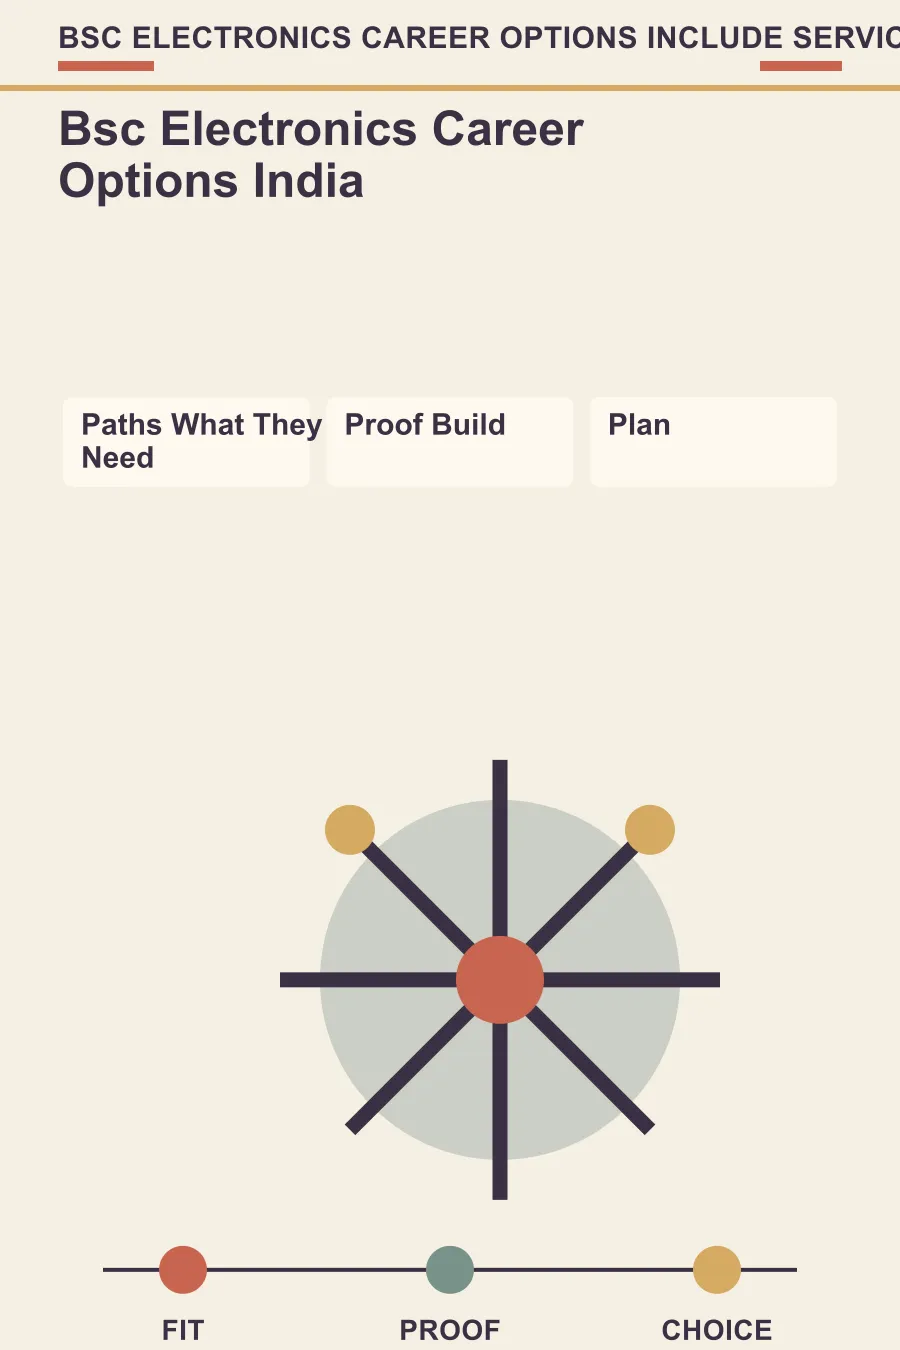 BSC ELECTRONICS CAREER OPTIONS INCLUDE SERVIC
Bsc Electronics Career
Options India
Paths What They
Need
Proof Build
Plan
FIT
PROOF
CHOICE